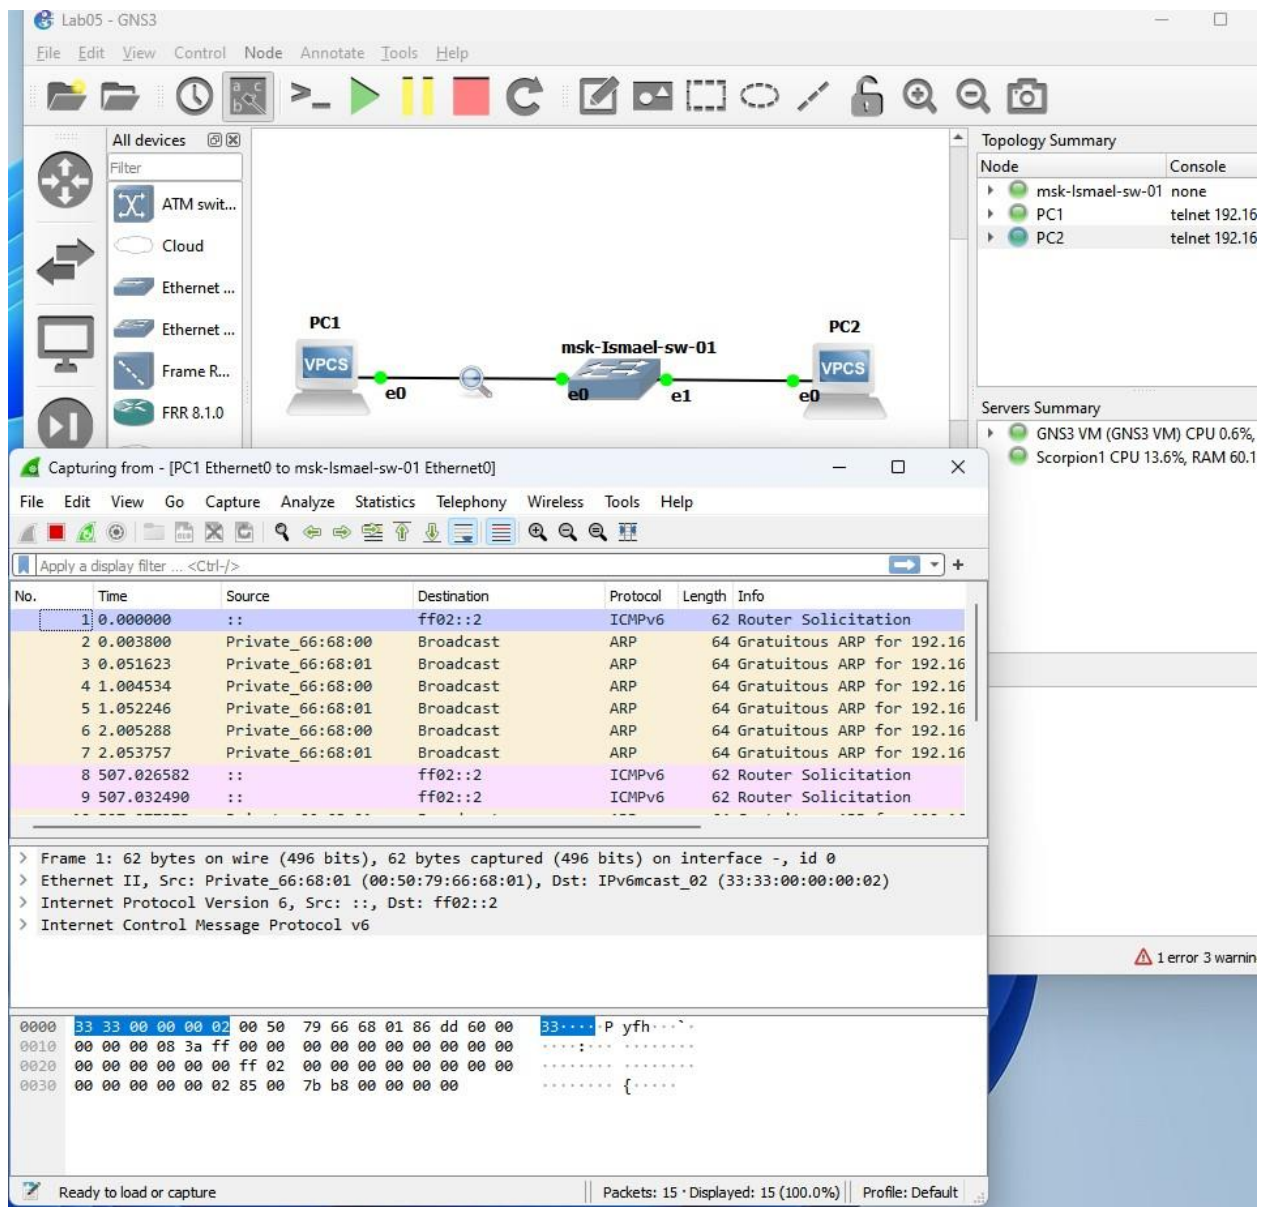 Lab05 - GNS3
File Edit View Control Node Annotate Tools Help
All devices
Filter
ATM swit...
Cloud
Ethernet ...
Ethernet ...
Frame R...
FRR 8.1.0
PC1
VPCS
e0
msk-Ismael-sw-01
e0
e1
PC2
VPCS
e0
Topology Summary
Node Console
msk-Ismael-sw-01 none
PC1 telnet 192.16
PC2 telnet 192.16
Servers Summary
GNS3 VM (GNS3 VM) CPU 0.6%,
Scorpion1 CPU 13.6%, RAM 60.1
1 error 3 warnin
Capturing from - [PC1 Ethernet0 to msk-Ismael-sw-01 Ethernet0]
File Edit View Go Capture Analyze Statistics Telephony Wireless Tools Help
Apply a display filter ... <Ctrl-/>
No. Time Source Destination Protocol Length Info
1 0.000000 :: ff02::2 ICMPv6 62 Router Solicitation
2 0.003800 Private_66:68:00 Broadcast ARP 64 Gratuitous ARP for 192.16
3 0.051623 Private_66:68:01 Broadcast ARP 64 Gratuitous ARP for 192.16
4 1.004534 Private_66:68:00 Broadcast ARP 64 Gratuitous ARP for 192.16
5 1.052246 Private_66:68:01 Broadcast ARP 64 Gratuitous ARP for 192.16
6 2.005288 Private_66:68:00 Broadcast ARP 64 Gratuitous ARP for 192.16
7 2.053757 Private_66:68:01 Broadcast ARP 64 Gratuitous ARP for 192.16
8 507.026582 :: ff02::2 ICMPv6 62 Router Solicitation
9 507.032490 :: ff02::2 ICMPv6 62 Router Solicitation
> Frame 1: 62 bytes on wire (496 bits), 62 bytes captured (496 bits) on interface -, id 0
> Ethernet II, Src: Private_66:68:01 (00:50:79:66:68:01), Dst: IPv6mcast_02 (33:33:00:00:00:02)
> Internet Protocol Version 6, Src: ::, Dst: ff02::2
> Internet Control Message Protocol v6
0000 33 33 00 00 00 02 00 50 79 66 68 01 86 dd 60 00 33·····P yfh···`·
0010 00 00 00 08 3a ff 00 00 00 00 00 00 00 00 00 00 ····:··· ········
0020 00 00 00 00 00 00 ff 02 00 00 00 00 00 00 00 00 ········ ········
0030 00 00 00 00 00 02 85 00 7b b8 00 00 00 00 ········ {·····
Ready to load or capture Packets: 15 · Displayed: 15 (100.0%) Profile: Default